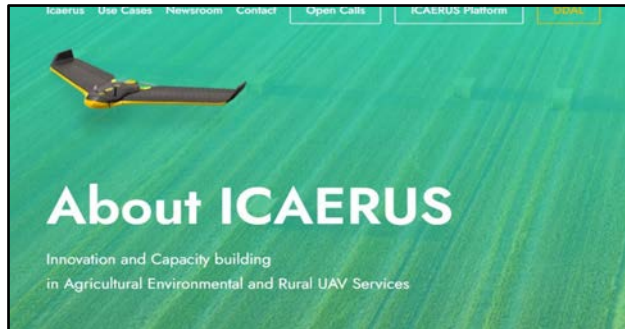 Icaerus Use Cases Newsroom Contact Open Calls ICAERUS Platform DDAL
About ICAERUS
Innovation and Capacity building
in Agricultural Environmental and Rural UAV Services